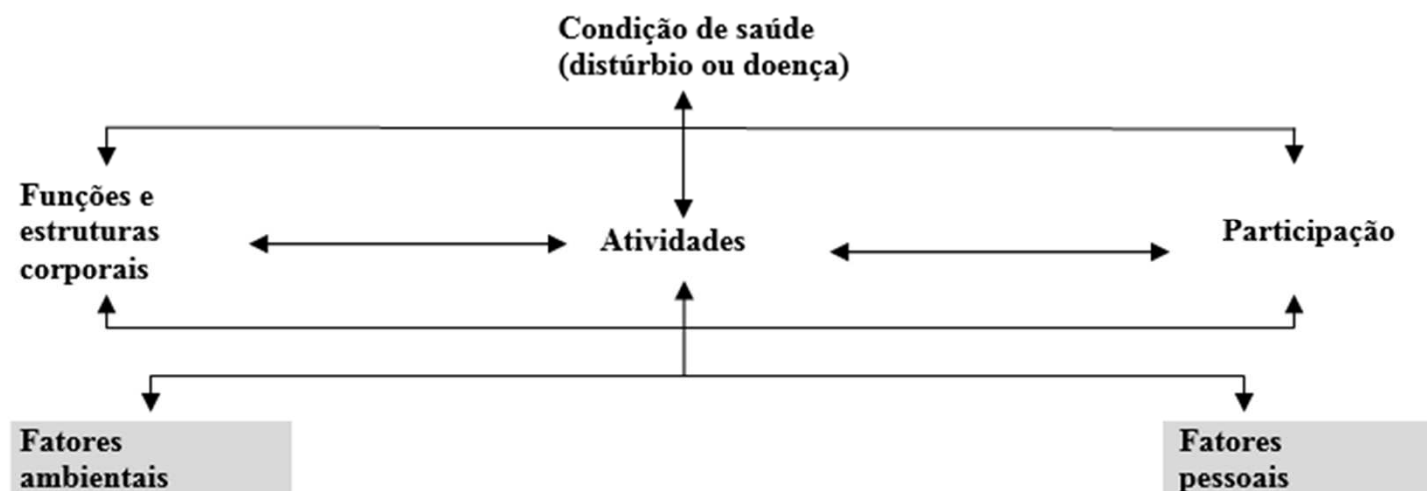 Condição de saúde
(distúrbio ou doença)
Funções e
estruturas
corporais
Atividades
Participação
Fatores
ambientais
Fatores
pessoais